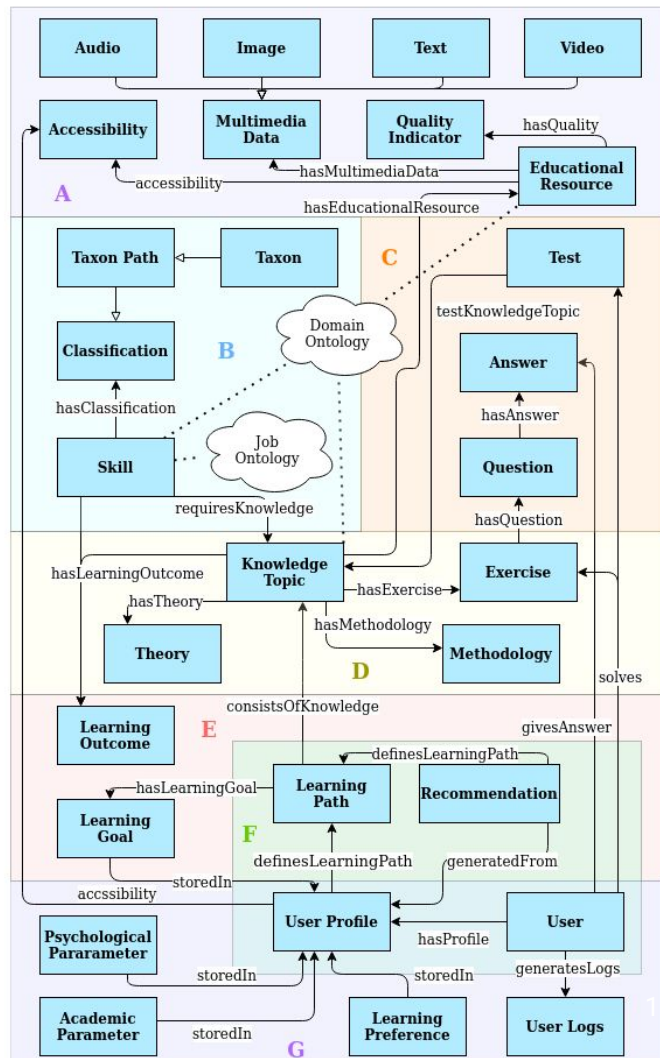 Audio
Image
Text
Video
Accessibility
Multimedia
Data
Quality
Indicator
hasQuality
Educational
Resource
hasMultimediaData
accessibility
A
hasEducationalResource
Taxon Path
Taxon
C
Test
Domain
Ontology
testKnowledgeTopic
Classification
B
Answer
hasClassification
hasAnswer
Job
Ontology
Skill
Question
requiresKnowledge
hasQuestion
hasLearningOutcome
Knowledge
Topic
hasExercise
Exercise
hasTheory
hasMethodology
Theory
D
Methodology
solves
consistsOfKnowledge
Learning
Outcome
E
givesAnswer
definesLearningPath
hasLearningGoal
Learning
Path
Recommendation
Learning
Goal
F
definesLearningPath
generatedFrom
storedIn
accssibility
User Profile
User
hasProfile
Psychological
Pararameter
storedIn
storedIn
generatesLogs
Academic
Parameter
storedIn
Learning
Preference
User Logs
1
G